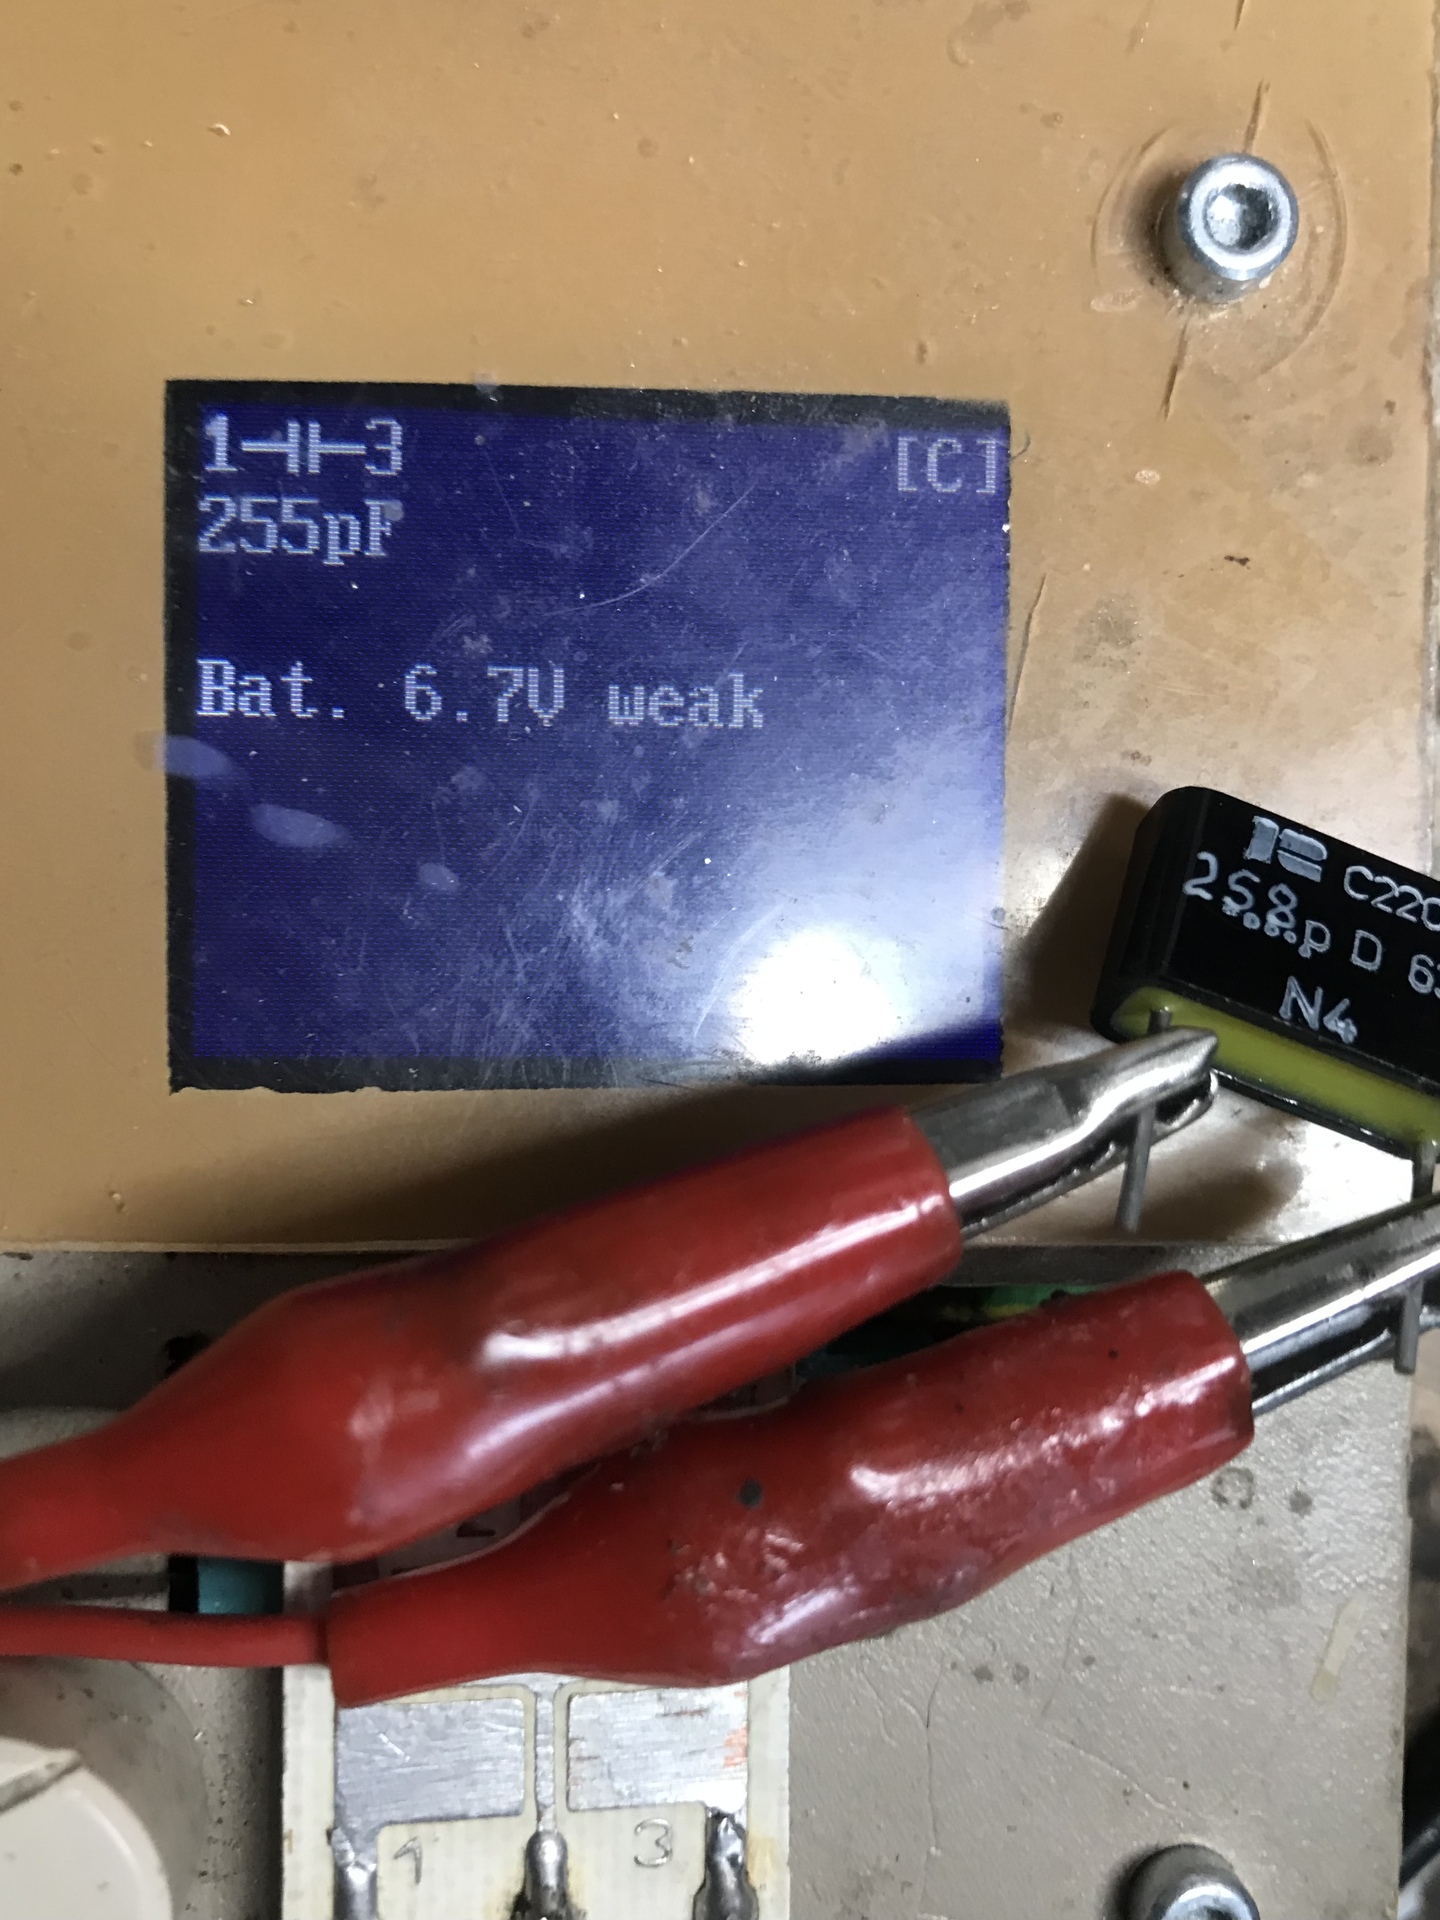 1⊣⊢3 [C]
255pF
Bat. 6.7V weak
C220
258p D 63
N4
1 3